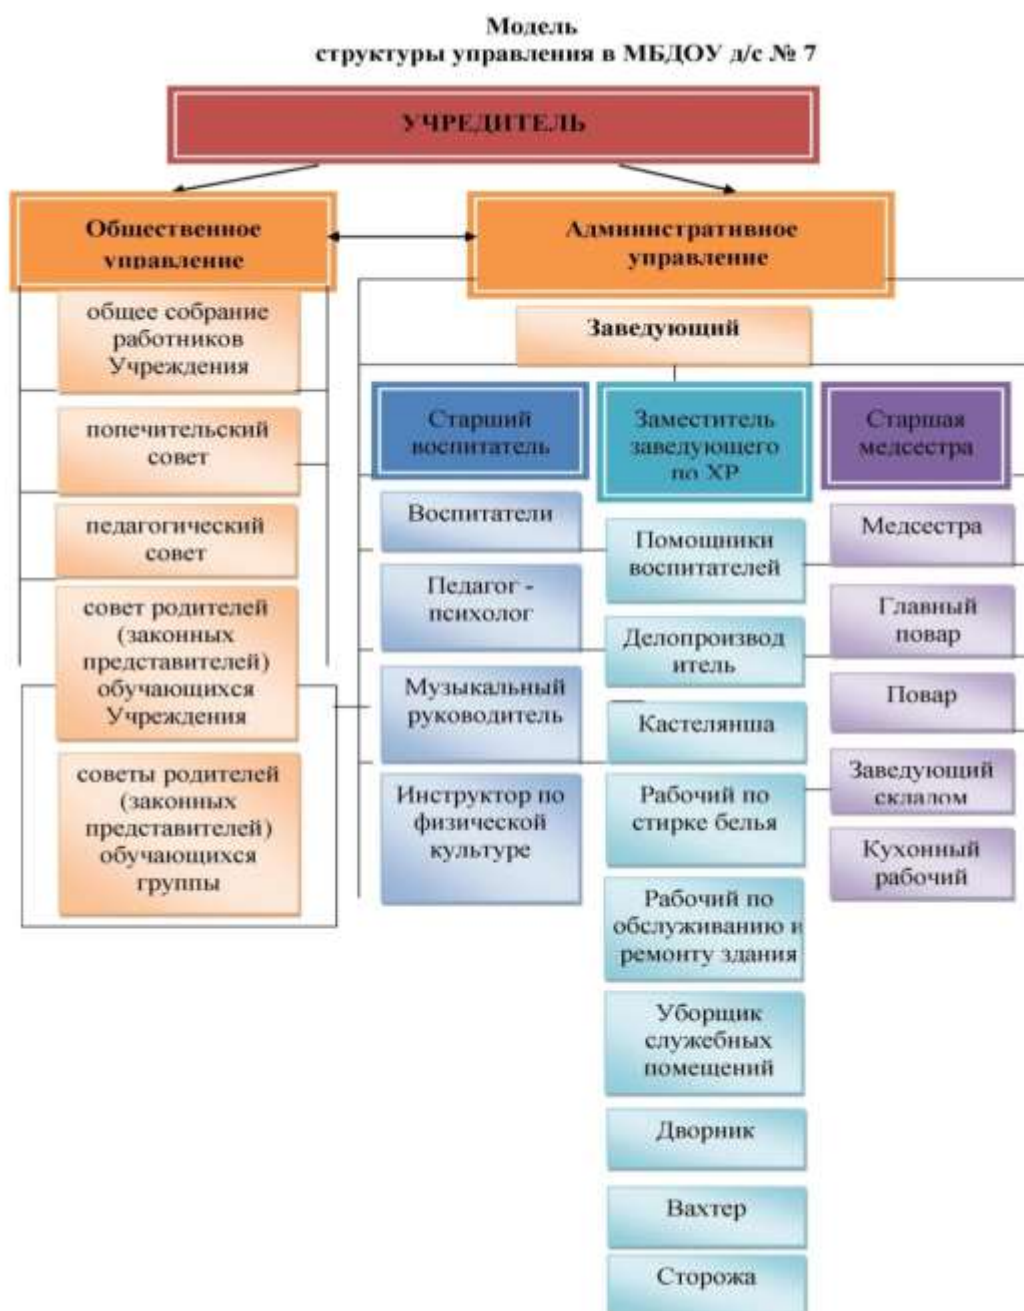 Модель
структуры управления в МБДОУ д/с № 7
УЧРЕДИТЕЛЬ
Общественное
управление
Административное
управление
общее собрание
работников
Учреждения
попечительский
совет
педагогический
совет
совет родителей
(законных
представителей)
обучающихся
Учреждения
советы родителей
(законных
представителей)
обучающихся
группы
Заведующий
Старший
воспитатель
Воспитатели
Педагог -
психолог
Музыкальный
руководитель
Инструктор по
физической
культуре
Заместитель
заведующего
по ХР
Помощники
воспитателей
Делопроизвод
итель
Кастелянша
Рабочий по
стирке белья
Рабочий по
обслуживанию и
ремонту здания
Уборщик
служебных
помещений
Дворник
Вахтер
Сторожа
Старшая
медсестра
Медсестра
Главный
повар
Повар
Заведующий
складом
Кухонный
рабочий